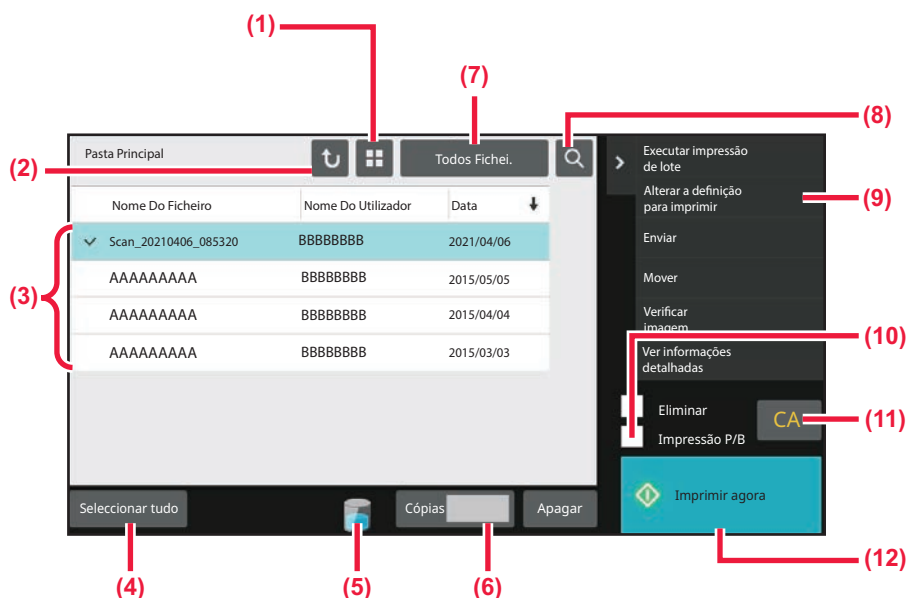 (1)
(7)
(8)
(2)
Pasta Principal
Todos Fichei.
Executar impressão
de lote
Alterar a definição
para imprimir
(9)
Nome Do Ficheiro Nome Do Utilizador Data
Enviar
(3)
Scan_20210406_085320 BBBBBBBB 2021/04/06
AAAAAAAAA BBBBBBBB 2015/05/05
AAAAAAAAA BBBBBBBB 2015/04/04
AAAAAAAAA BBBBBBBB 2015/03/03
Mover
Verificar
imagem
(10)
Ver informações
detalhadas
Eliminar
CA
(11)
Impressão P/B
Seleccionar tudo
Cópias
Apagar
Imprimir agora
(12)
(4)
(5)
(6)